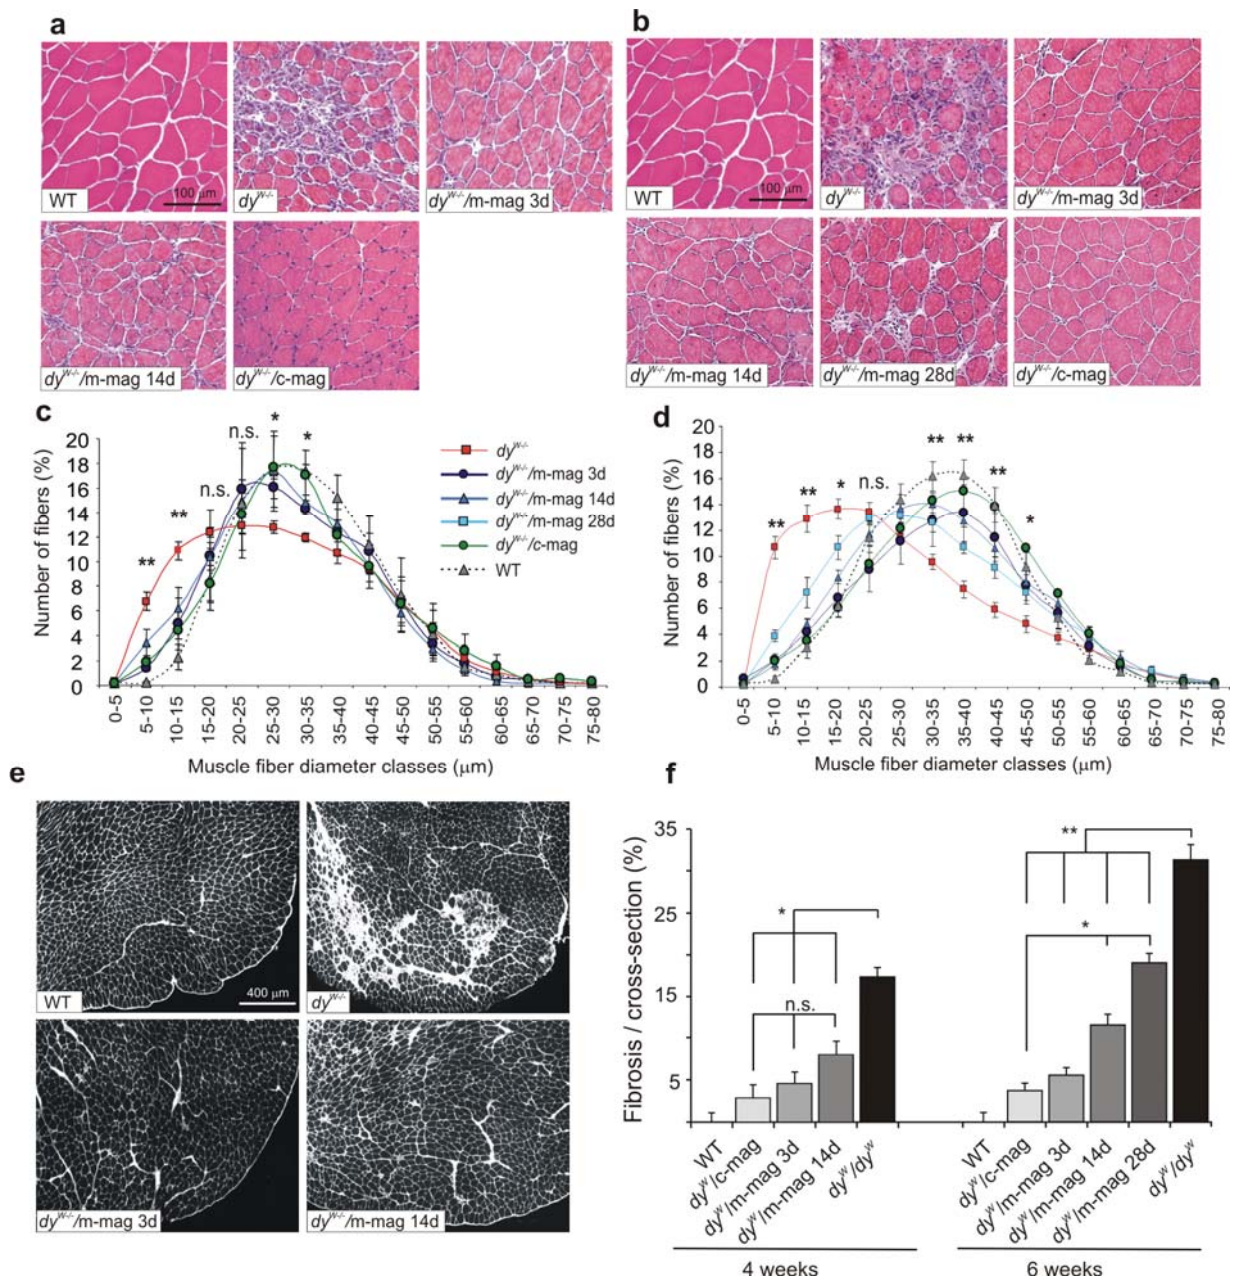 a
WT
100 µm
dyW-/-
dyW-/-/m-mag 3d
dyW-/-/m-mag 14d
dyW-/-/c-mag
b
WT
100 µm
dyW-/-
dyW-/-/m-mag 3d
dyW-/-/m-mag 14d
dyW-/-/m-mag 28d
dyW-/-/c-mag
c
Number of fibers (%)
20
18
16
14
12
10
8
6
4
2
0
**
**
n.s.
n.s.
*
*
dyW-/-
dyW-/-/m-mag 3d
dyW-/-/m-mag 14d
dyW-/-/m-mag 28d
dyW-/-/c-mag
WT
0-5
5-10
10-15
15-20
20-25
25-30
30-35
35-40
40-45
45-50
50-55
55-60
60-65
65-70
70-75
75-80
Muscle fiber diameter classes (µm)
d
Number of fibers (%)
20
18
16
14
12
10
8
6
4
2
0
**
**
*
n.s.
**
**
**
*
0-5
5-10
10-15
15-20
20-25
25-30
30-35
35-40
40-45
45-50
50-55
55-60
60-65
65-70
70-75
75-80
Muscle fiber diameter classes (µm)
e
WT
400 µm
dyW-/-
dyW-/-/m-mag 3d
dyW-/-/m-mag 14d
f
Fibrosis / cross-section (%)
35
25
15
5
*
n.s.
**
*
WT
dyW/c-mag
dyW/m-mag 3d
dyW/m-mag 14d
dyW/dyW
4 weeks
WT
dyW/c-mag
dyW/m-mag 3d
dyW/m-mag 14d
dyW/m-mag 28d
dyW/dyW
6 weeks